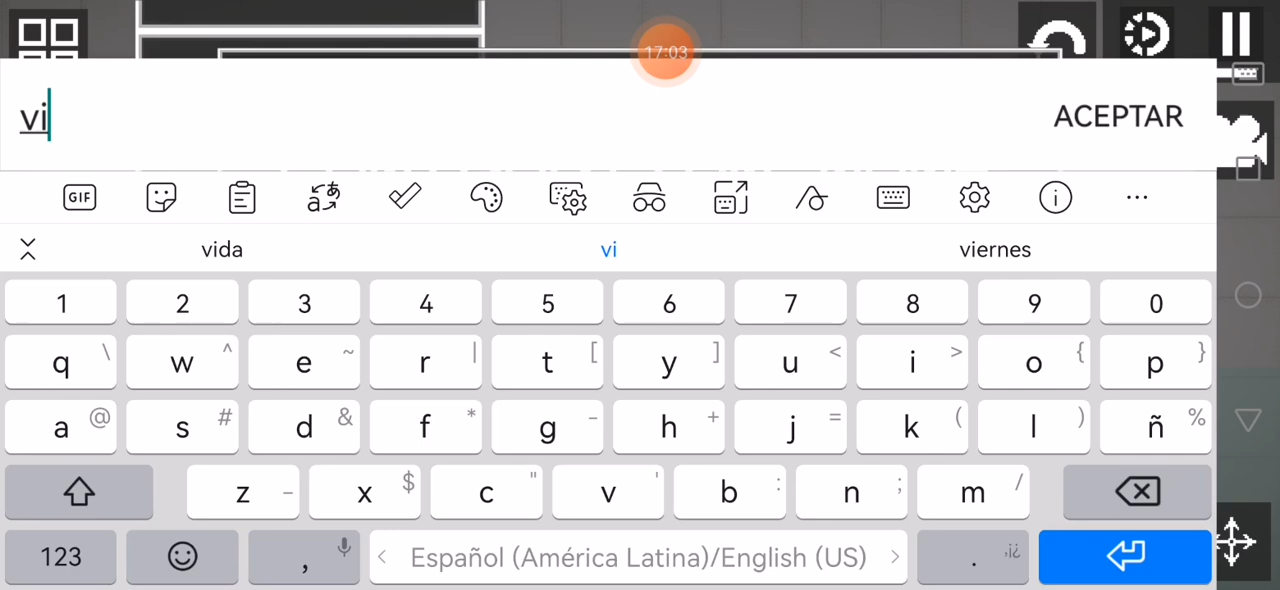 17:03
vi
ACEPTAR
GIF
vida vi viernes
1 2 3 4 5 6 7 8 9 0
q \ w ^ e ~ r | t [ y ] u < i > o { p }
a @ s # d & f * g - h + j = k ( l ) ñ %
z _ x $ c " v ' b : n ; m /
123 , < Español (América Latina)/English (US) > . ,¡¿